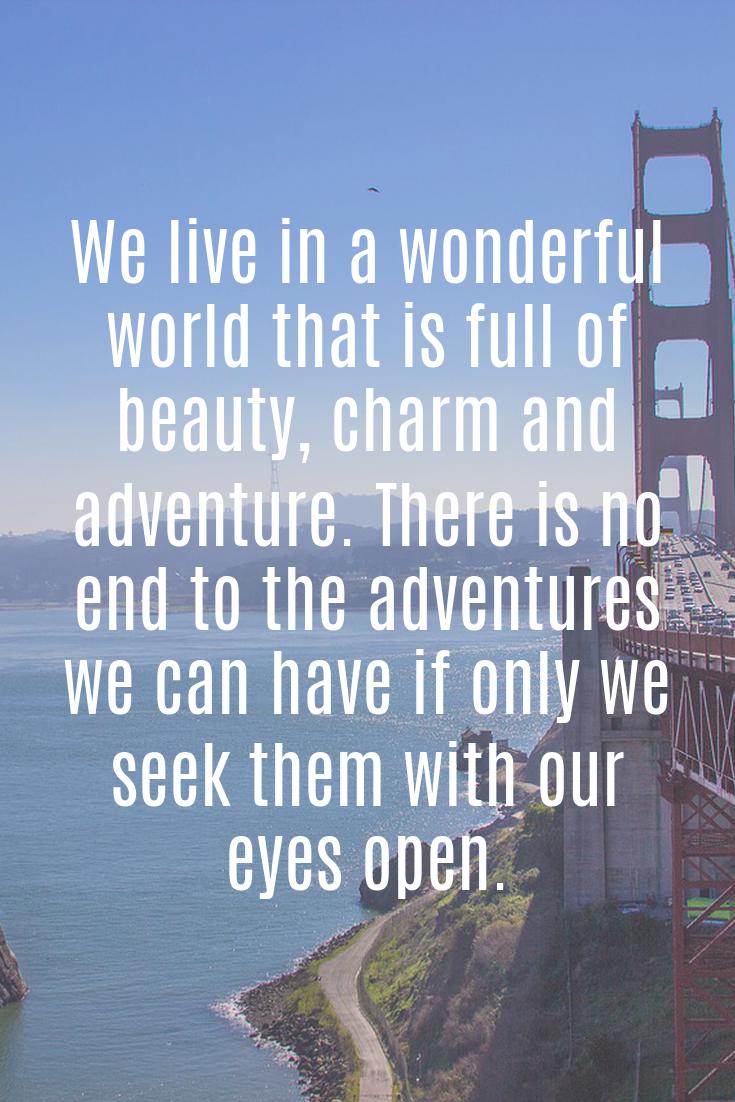 We live in a wonderful
world that is full of
beauty, charm and
adventure. There is no
end to the adventures
we can have if only we
seek them with our
eyes open.